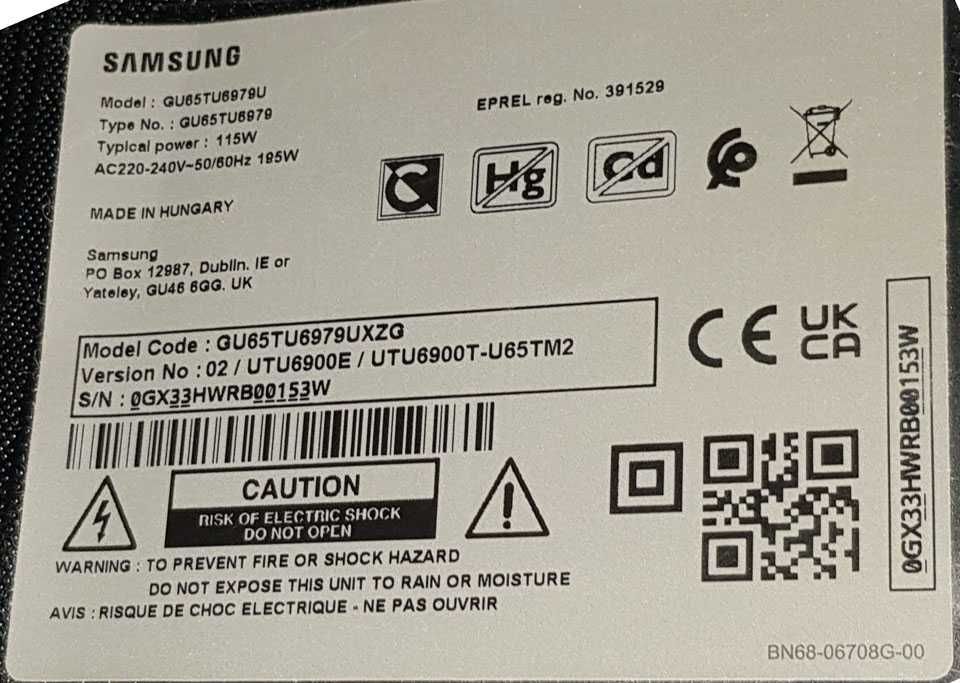 SAMSUNG
Model : GU65TU6979U
Type No. : GU65TU6979
Typical power : 115W
AC220-240V~50/60Hz 195W
EPREL reg. No. 391529
Hg
Cd
MADE IN HUNGARY
Samsung
PO Box 12987, Dublin. IE or
Yateley, GU46 6GG. UK
Model Code : GU65TU6979UXZG
Version No : 02 / UTU6900E / UTU6900T-U65TM2
S/N : 0GX33HWRB00153W
CE
UK
CA
0GX33HWRB00153W
CAUTION
RISK OF ELECTRIC SHOCK
DO NOT OPEN
WARNING : TO PREVENT FIRE OR SHOCK HAZARD
DO NOT EXPOSE THIS UNIT TO RAIN OR MOISTURE
AVIS : RISQUE DE CHOC ELECTRIQUE - NE PAS OUVRIR
BN68-06708G-00